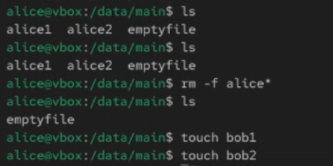 alice@vbox:/data/main$ ls
alice1  alice2  emptyfile
alice@vbox:/data/main$ ls
alice1  alice2  emptyfile
alice@vbox:/data/main$ rm -f alice*
alice@vbox:/data/main$ ls
emptyfile
alice@vbox:/data/main$ touch bob1
alice@vbox:/data/main$ touch bob2